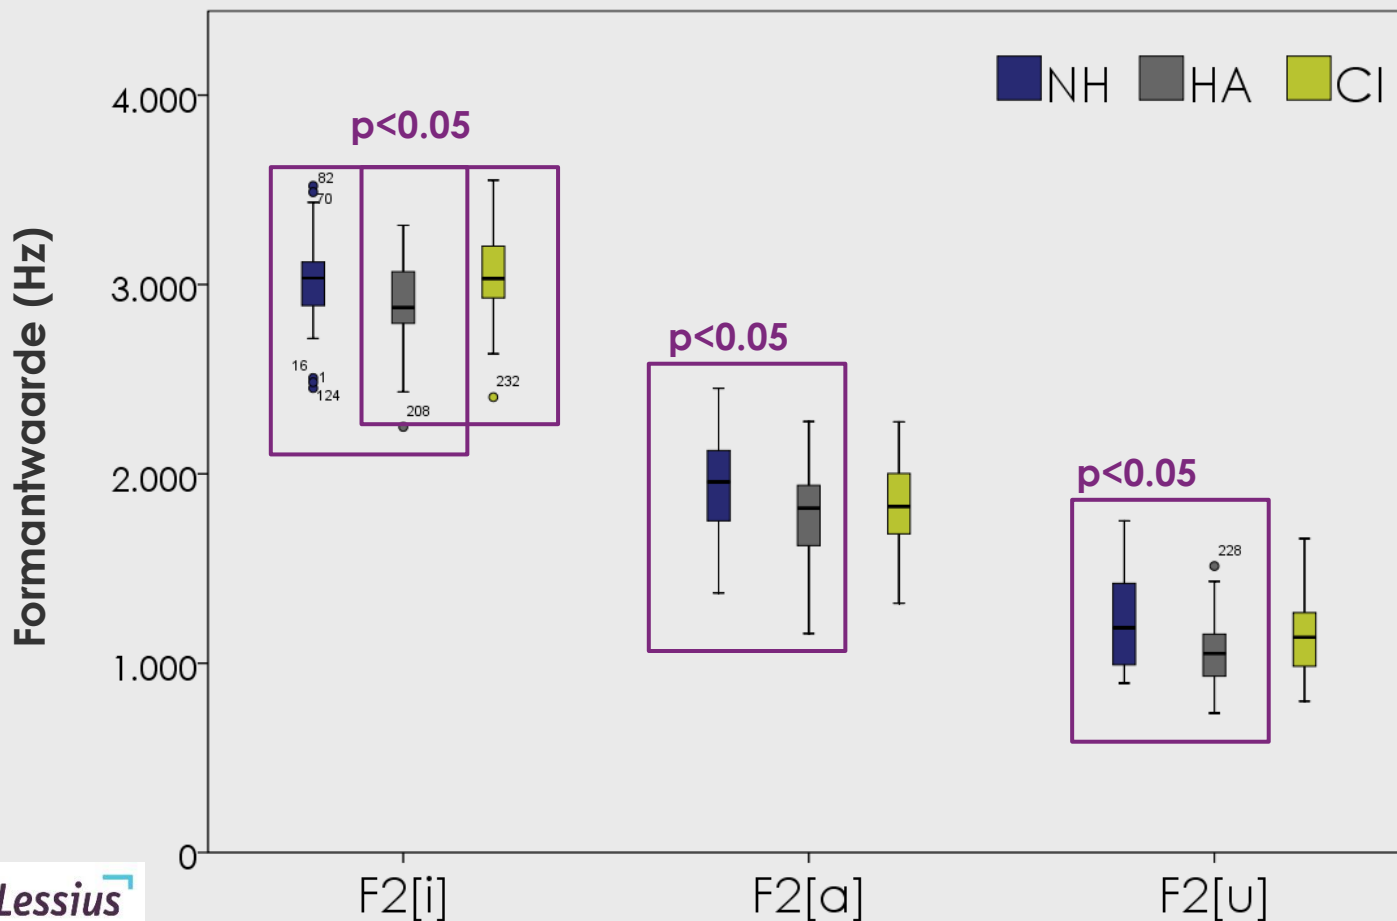 NH HA CI
4.000
p<0.05
82
70
3.000
16
1
124
208
232
p<0.05
2.000
p<0.05
228
1.000
0
Formantwaarde (Hz)
F2[i] F2[a] F2[u]
Lessius